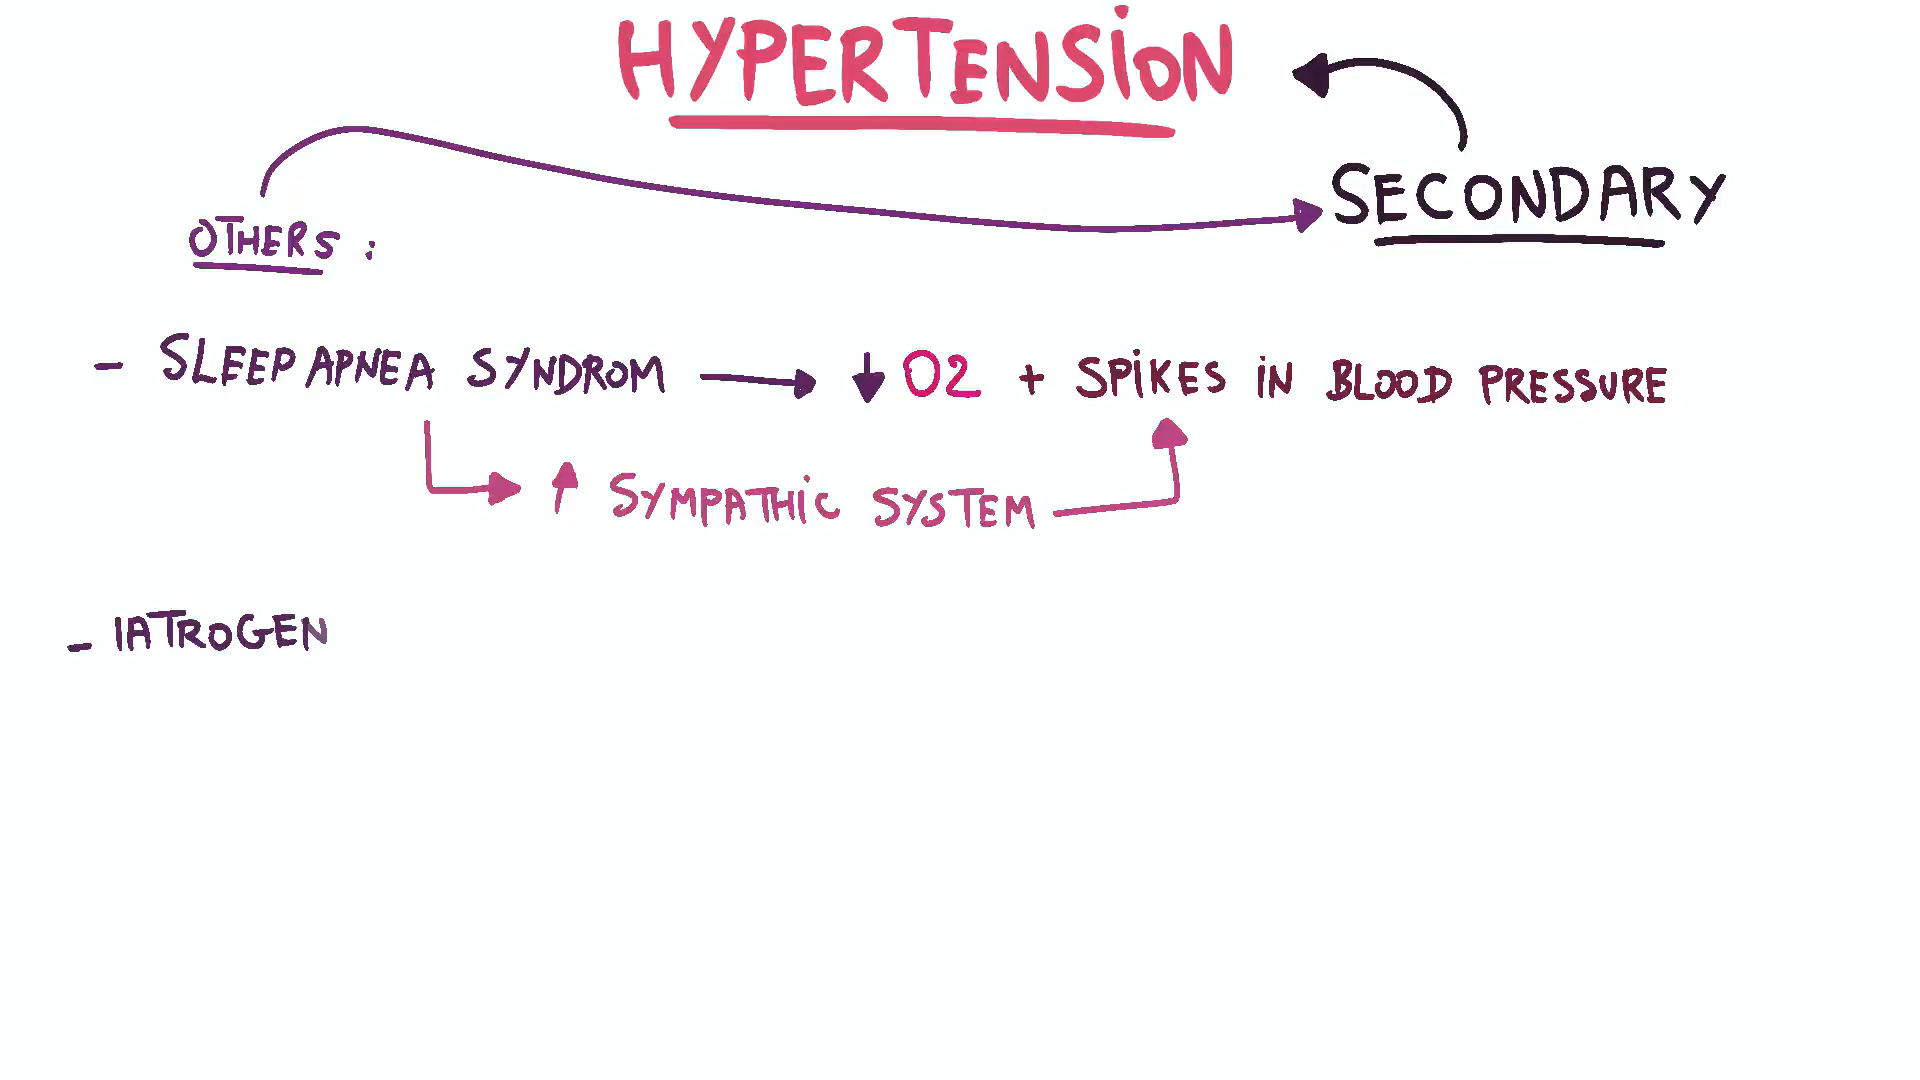 HYPERTENSION
SECONDARY
OTHERS :
- SLEEP APNEA SYNDROM → ↓ O2 + SPIKES IN BLOOD PRESSURE
↑ SYMPATHIC SYSTEM
- IATROGEN